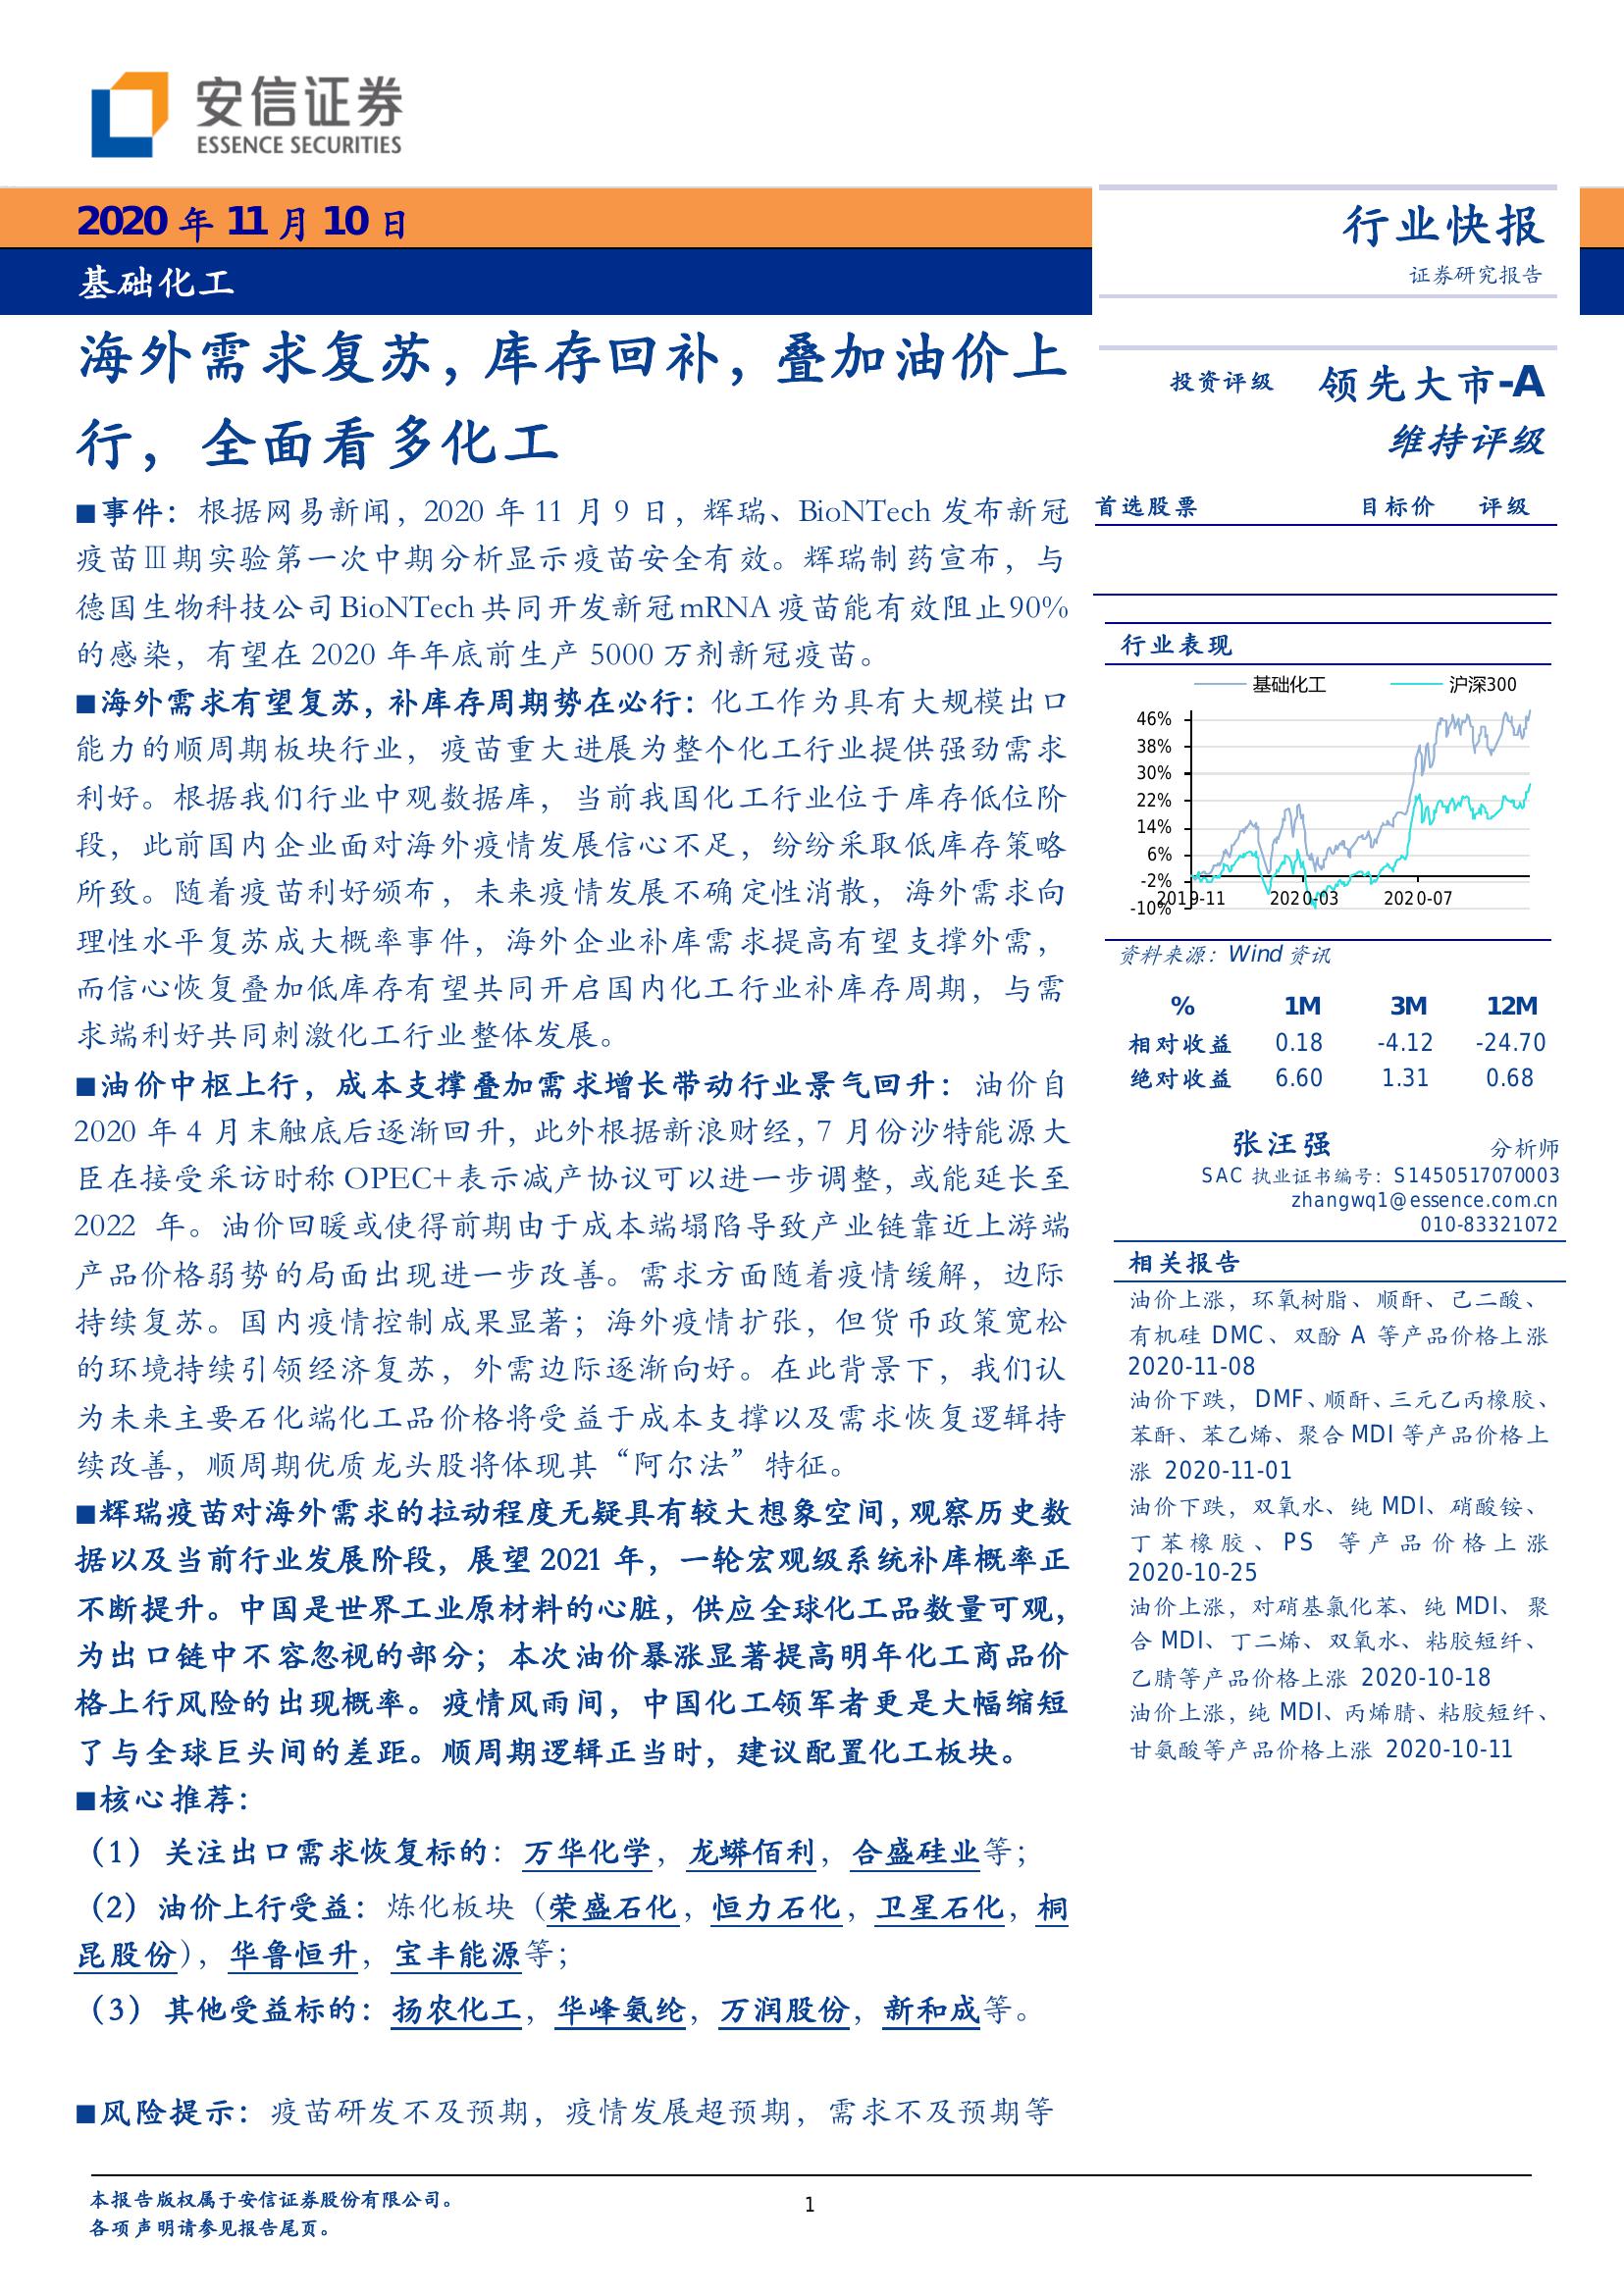 安信证券
ESSENCE SECURITIES
2020 年 11 月 10 日
基础化工
行业快报
证券研究报告
海外需求复苏，库存回补，叠加油价上
行，全面看多化工
■事件：根据网易新闻，2020 年 11 月 9 日，辉瑞、BioNTech 发布新冠
疫苗Ⅲ期实验第一次中期分析显示疫苗安全有效。辉瑞制药宣布，与
德国生物科技公司BioNTech共同开发新冠mRNA疫苗能有效阻止90%
的感染，有望在 2020 年年底前生产 5000 万剂新冠疫苗。
■海外需求有望复苏，补库存周期势在必行：化工作为具有大规模出口
能力的顺周期板块行业，疫苗重大进展为整个化工行业提供强劲需求
利好。根据我们行业中观数据库，当前我国化工行业位于库存低位阶
段，此前国内企业面对海外疫情发展信心不足，纷纷采取低库存策略
所致。随着疫苗利好颁布，未来疫情发展不确定性消散，海外需求向
理性水平复苏成大概率事件，海外企业补库需求提高有望支撑外需，
而信心恢复叠加低库存有望共同开启国内化工行业补库存周期，与需
求端利好共同刺激化工行业整体发展。
■油价中枢上行，成本支撑叠加需求增长带动行业景气回升：油价自
2020 年 4 月末触底后逐渐回升，此外根据新浪财经，7 月份沙特能源大
臣在接受采访时称 OPEC+表示减产协议可以进一步调整，或能延长至
2022 年。油价回暖或使得前期由于成本端塌陷导致产业链靠近上游端
产品价格弱势的局面出现进一步改善。需求方面随着疫情缓解，边际
持续复苏。国内疫情控制成果显著；海外疫情扩张，但货币政策宽松
的环境持续引领经济复苏，外需边际逐渐向好。在此背景下，我们认
为未来主要石化端化工品价格将受益于成本支撑以及需求恢复逻辑持
续改善，顺周期优质龙头股将体现其“阿尔法”特征。
■辉瑞疫苗对海外需求的拉动程度无疑具有较大想象空间，观察历史数
据以及当前行业发展阶段，展望 2021 年，一轮宏观级系统补库概率正
不断提升。中国是世界工业原材料的心脏，供应全球化工品数量可观，
为出口链中不容忽视的部分；本次油价暴涨显著提高明年化工商品价
格上行风险的出现概率。疫情风雨间，中国化工领军者更是大幅缩短
了与全球巨头间的差距。顺周期逻辑正当时，建议配置化工板块。
■核心推荐：
（1）关注出口需求恢复标的：万华化学，龙蟒佰利，合盛硅业等；
（2）油价上行受益：炼化板块（荣盛石化，恒力石化，卫星石化，桐
昆股份），华鲁恒升，宝丰能源等；
（3）其他受益标的：扬农化工，华峰氨纶，万润股份，新和成等。
■风险提示：疫苗研发不及预期，疫情发展超预期，需求不及预期等
投资评级 领先大市-A
维持评级
首选股票 目标价 评级
行业表现
基础化工 沪深300
46%
38%
30%
22%
14%
6%
-2%
-10%
2019-11 2020-03 2020-07
资料来源：Wind 资讯
% 1M 3M 12M
相对收益 0.18 -4.12 -24.70
绝对收益 6.60 1.31 0.68
张汪强 分析师
SAC 执业证书编号：S1450517070003
zhangwq1@essence.com.cn
010-83321072
相关报告
油价上涨，环氧树脂、顺酐、己二酸、
有机硅 DMC、双酚 A 等产品价格上涨
2020-11-08
油价下跌，DMF、顺酐、三元乙丙橡胶、
苯酐、苯乙烯、聚合 MDI 等产品价格上
涨 2020-11-01
油价下跌，双氧水、纯 MDI、硝酸铵、
丁苯橡胶、PS 等产品价格上涨
2020-10-25
油价上涨，对硝基氯化苯、纯 MDI、聚
合 MDI、丁二烯、双氧水、粘胶短纤、
乙腈等产品价格上涨 2020-10-18
油价上涨，纯 MDI、丙烯腈、粘胶短纤、
甘氨酸等产品价格上涨 2020-10-11
本报告版权属于安信证券股份有限公司。
各项声明请参见报告尾页。
1